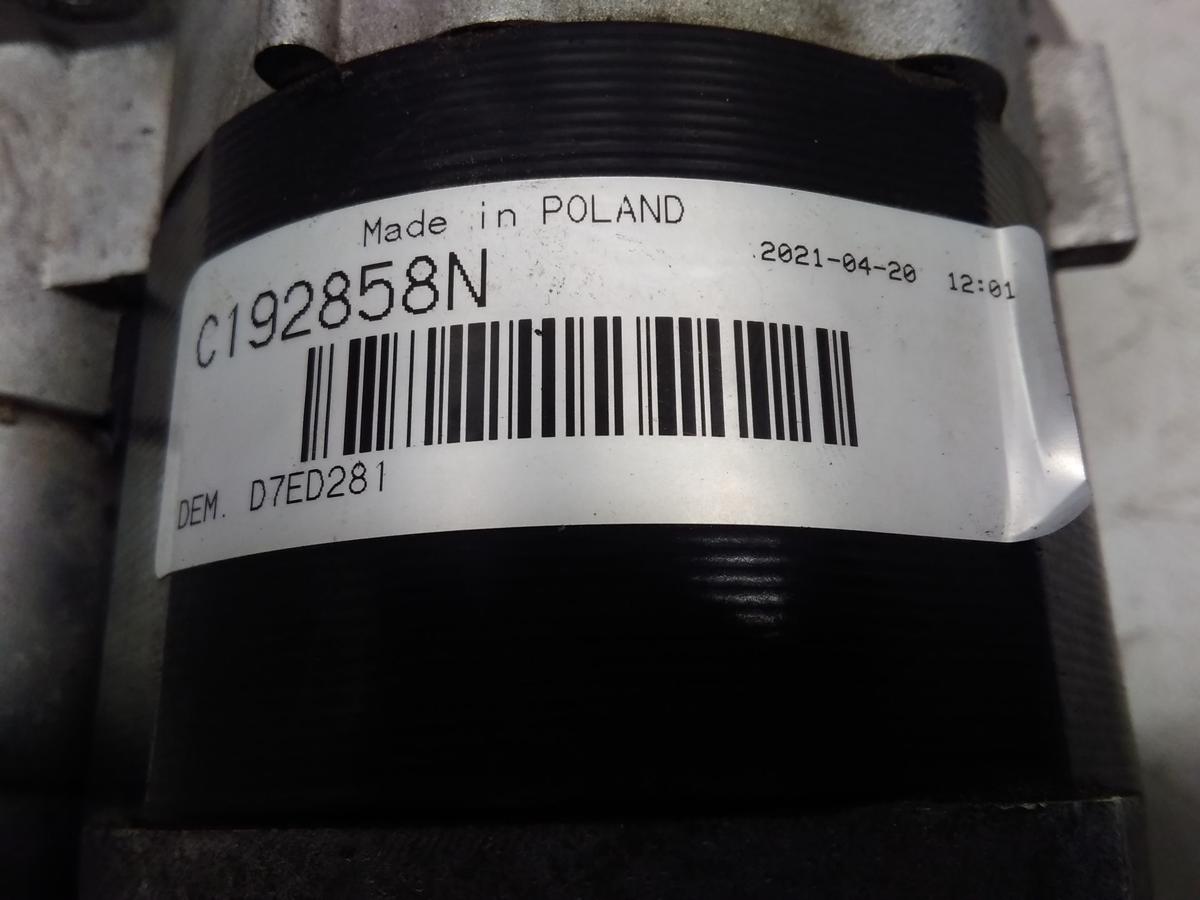 Made in POLAND
2021-04-20 12:01
C192858N
DEM. D7ED281